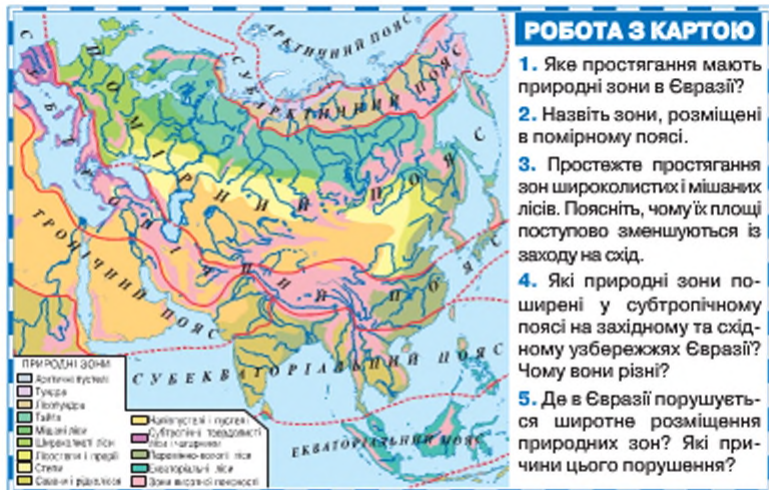 РОБОТА З КАРТОЮ
1. Яке простягання мають
природні зони в Євразії?
2. Назвіть зони, розміщені
в помірному поясі.
3. Простежте простягання
зон широколистих і мішаних
лісів. Поясніть, чому їх площі
поступово зменшуються із
заходу на схід.
4. Які природні зони по-
ширені у субтропічному
поясі на західному та схід-
ному узбережжях Євразії?
Чому вони різні?
5. Де в Євразії порушуєть-
ся широтне розміщення
природних зон? Які при-
чини цього порушення?
АРКТИЧНИЙ ПОЯС
СУБАРКТИЧНИЙ ПОЯС
ПОМІРНИЙ ПОЯС
СУБТРОПІЧНИЙ ПОЯС
ТРОПІЧНИЙ ПОЯС
СУБЕКВАТОРІАЛЬНИЙ ПОЯС
ЕКВАТОРІАЛЬНИЙ ПОЯС
ПРИРОДНІ ЗОНИ
Арктичні пустелі
Тундра
Лісотундра
Тайга
Мішані ліси
Широколисті ліси
Лісостепи і прерії
Степи
Савани і рідколісся
Напівпустелі і пустелі
Субтропічні твердолисті
ліси і чагарники
Перемінно-вологі ліси
Екваторіальні ліси
Зони висотної поясності